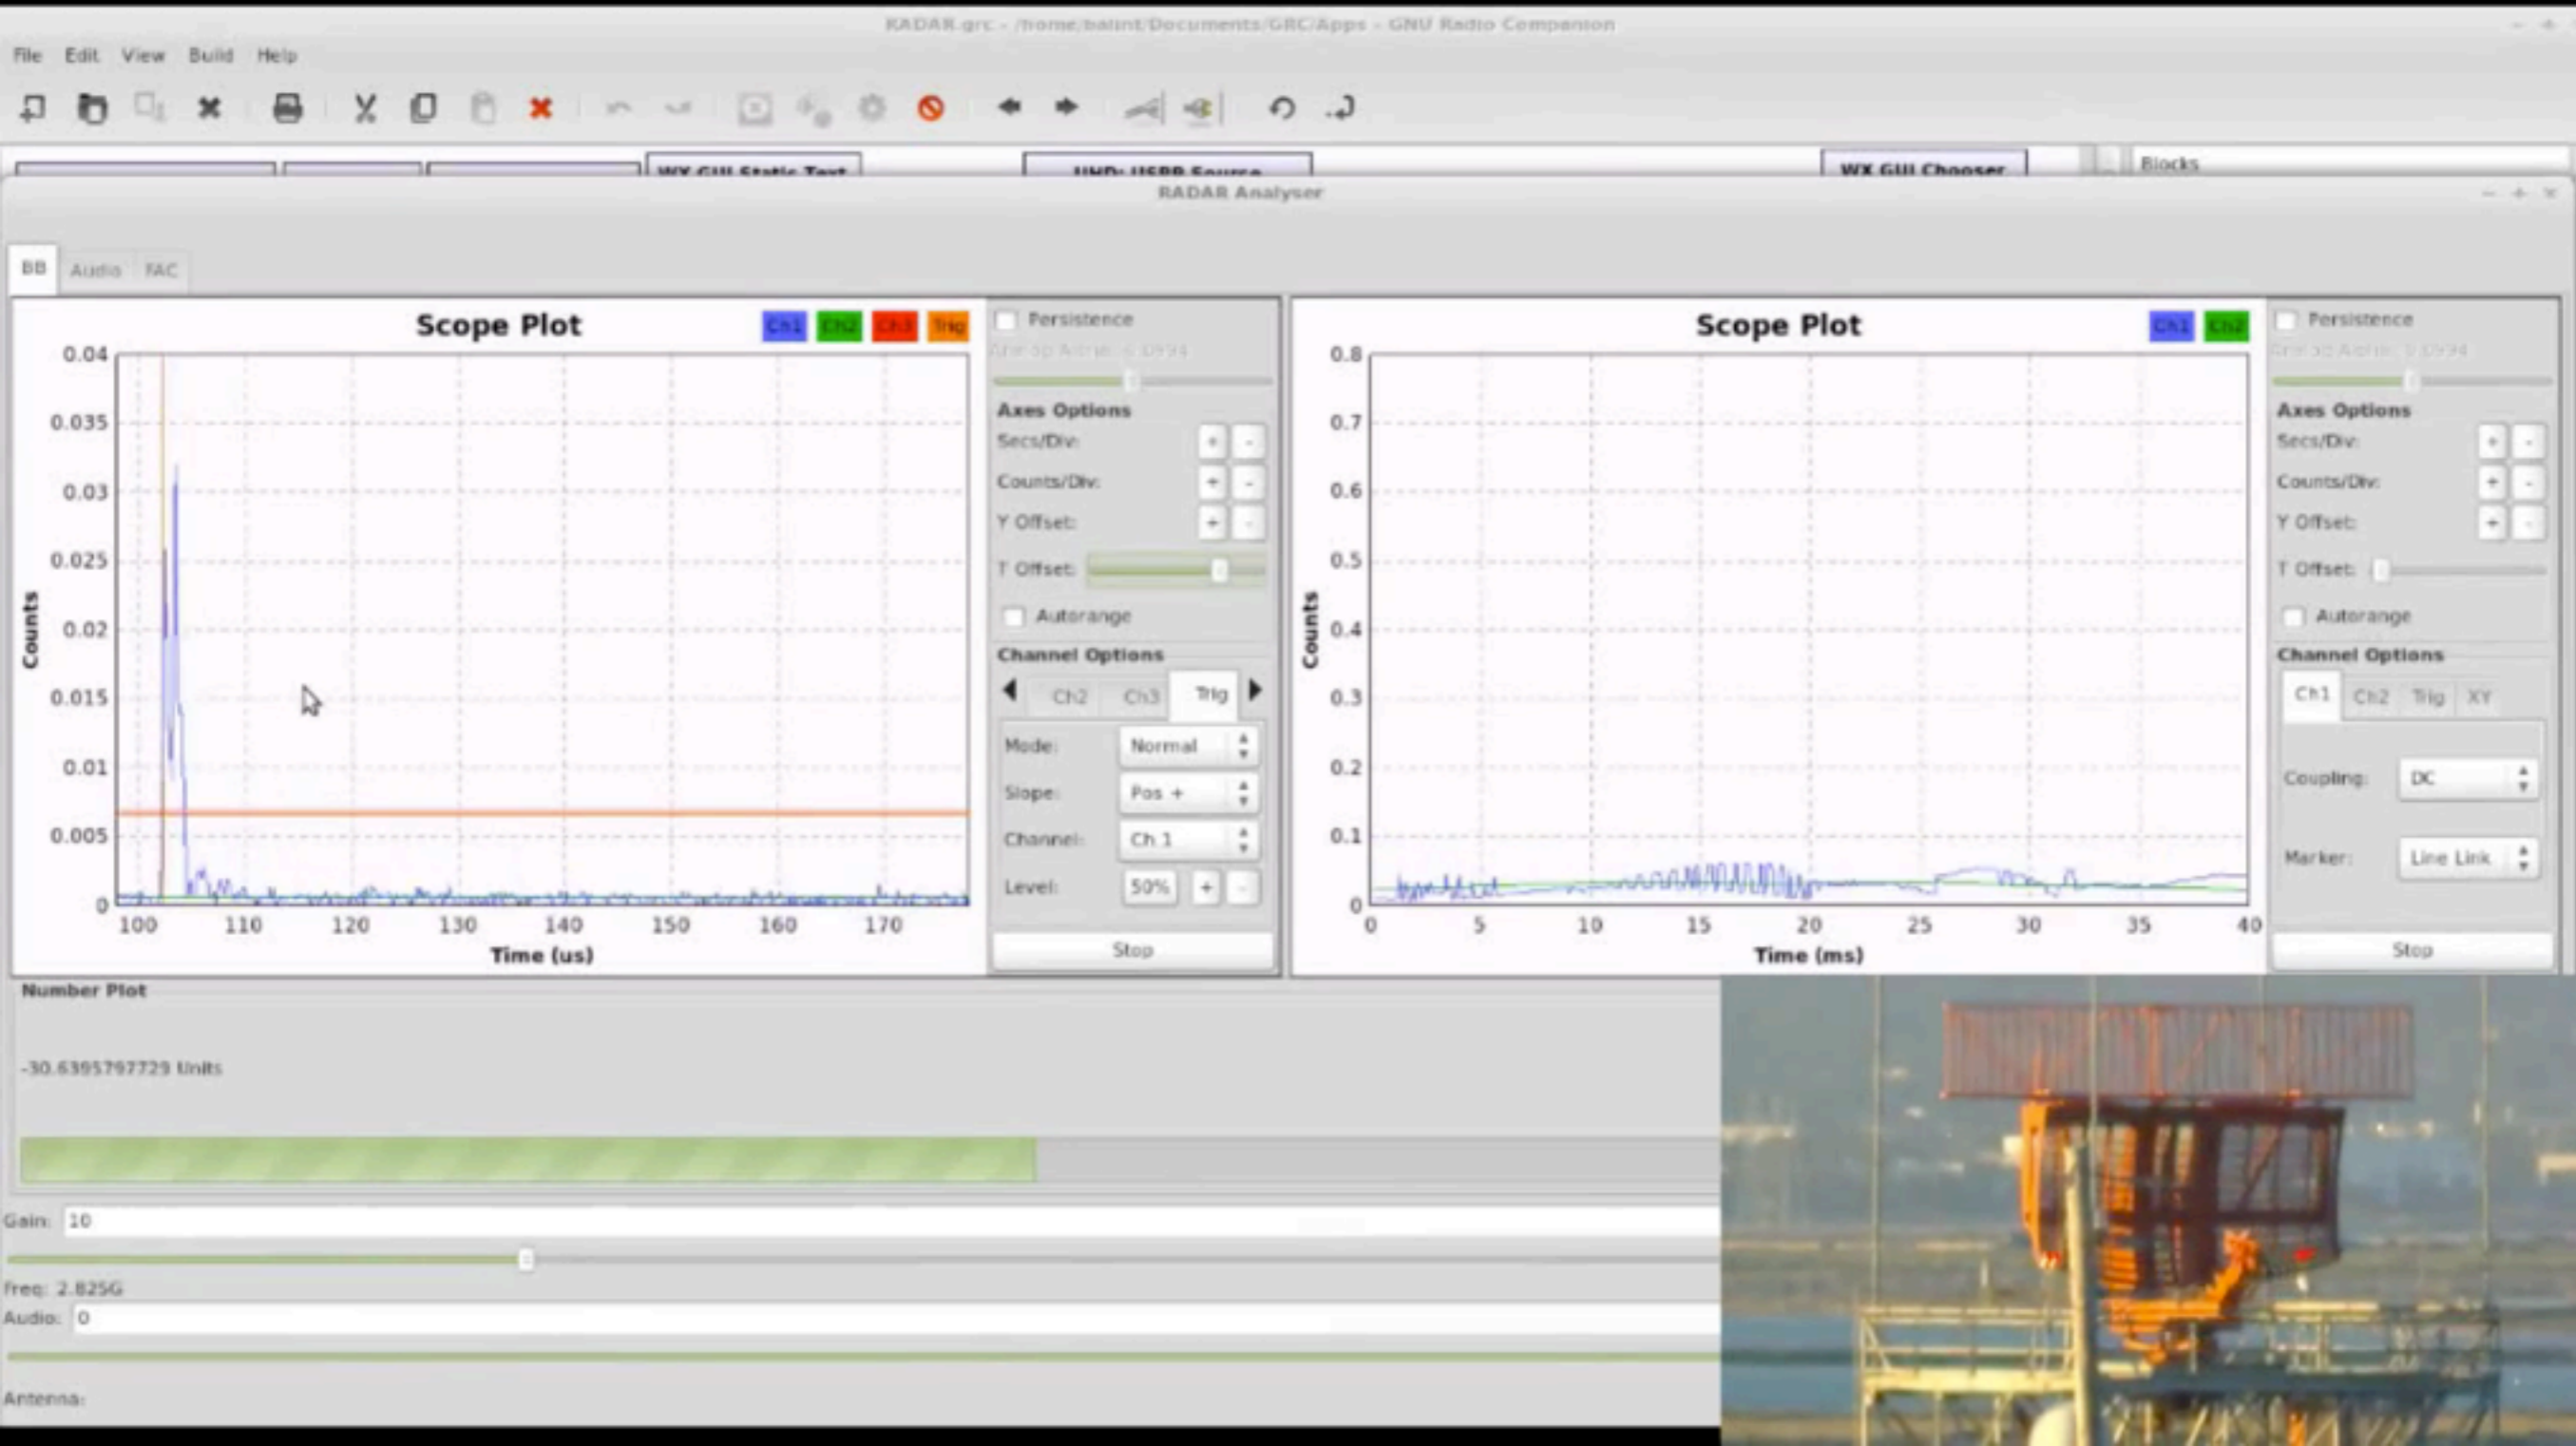 RADAR.grc - /home/balint/Documents/GRC/Apps - GNU Radio Companion
File Edit View Build Help
WX GUI Static Text
UHD: USRP Source
WX GUI Chooser
Blocks
RADAR Analyser
BB Audio FAC
Scope Plot
Ch1 Ch2 Ch3 Trig
0.04
0.035
0.03
0.025
0.02
0.015
0.01
0.005
0
Counts
100 110 120 130 140 150 160 170
Time (us)
Persistence
Axes Options
Secs/Div: + -
Counts/Div: + -
Y Offset: + -
T Offset:
Autorange
Channel Options
Ch2 Ch3 Trig
Mode: Normal
Slope: Pos +
Channel: Ch 1
Level: 50% + -
Stop
Scope Plot
Ch1 Ch2
0.8
0.7
0.6
0.5
0.4
0.3
0.2
0.1
0
Counts
0 5 10 15 20 25 30 35 40
Time (ms)
Persistence
Axes Options
Secs/Div: + -
Counts/Div: + -
Y Offset: + -
T Offset:
Autorange
Channel Options
Ch1 Ch2 Trig XY
Coupling: DC
Marker: Line Link
Stop
Number Plot
-30.6395797729 Units
Gain: 10
Freq: 2.825G
Audio: 0
Antenna: